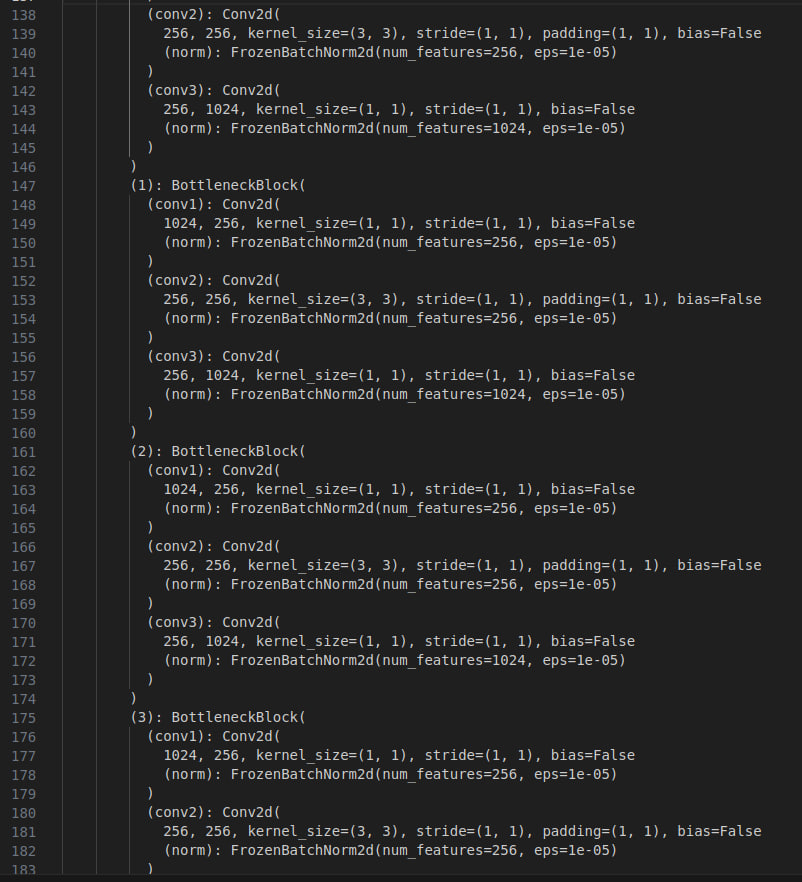 138 (conv2): Conv2d(
139 256, 256, kernel_size=(3, 3), stride=(1, 1), padding=(1, 1), bias=False
140 (norm): FrozenBatchNorm2d(num_features=256, eps=1e-05)
141 )
142 (conv3): Conv2d(
143 256, 1024, kernel_size=(1, 1), stride=(1, 1), bias=False
144 (norm): FrozenBatchNorm2d(num_features=1024, eps=1e-05)
145 )
146 )
147 (1): BottleneckBlock(
148 (conv1): Conv2d(
149 1024, 256, kernel_size=(1, 1), stride=(1, 1), bias=False
150 (norm): FrozenBatchNorm2d(num_features=256, eps=1e-05)
151 )
152 (conv2): Conv2d(
153 256, 256, kernel_size=(3, 3), stride=(1, 1), padding=(1, 1), bias=False
154 (norm): FrozenBatchNorm2d(num_features=256, eps=1e-05)
155 )
156 (conv3): Conv2d(
157 256, 1024, kernel_size=(1, 1), stride=(1, 1), bias=False
158 (norm): FrozenBatchNorm2d(num_features=1024, eps=1e-05)
159 )
160 )
161 (2): BottleneckBlock(
162 (conv1): Conv2d(
163 1024, 256, kernel_size=(1, 1), stride=(1, 1), bias=False
164 (norm): FrozenBatchNorm2d(num_features=256, eps=1e-05)
165 )
166 (conv2): Conv2d(
167 256, 256, kernel_size=(3, 3), stride=(1, 1), padding=(1, 1), bias=False
168 (norm): FrozenBatchNorm2d(num_features=256, eps=1e-05)
169 )
170 (conv3): Conv2d(
171 256, 1024, kernel_size=(1, 1), stride=(1, 1), bias=False
172 (norm): FrozenBatchNorm2d(num_features=1024, eps=1e-05)
173 )
174 )
175 (3): BottleneckBlock(
176 (conv1): Conv2d(
177 1024, 256, kernel_size=(1, 1), stride=(1, 1), bias=False
178 (norm): FrozenBatchNorm2d(num_features=256, eps=1e-05)
179 )
180 (conv2): Conv2d(
181 256, 256, kernel_size=(3, 3), stride=(1, 1), padding=(1, 1), bias=False
182 (norm): FrozenBatchNorm2d(num_features=256, eps=1e-05)
183 )